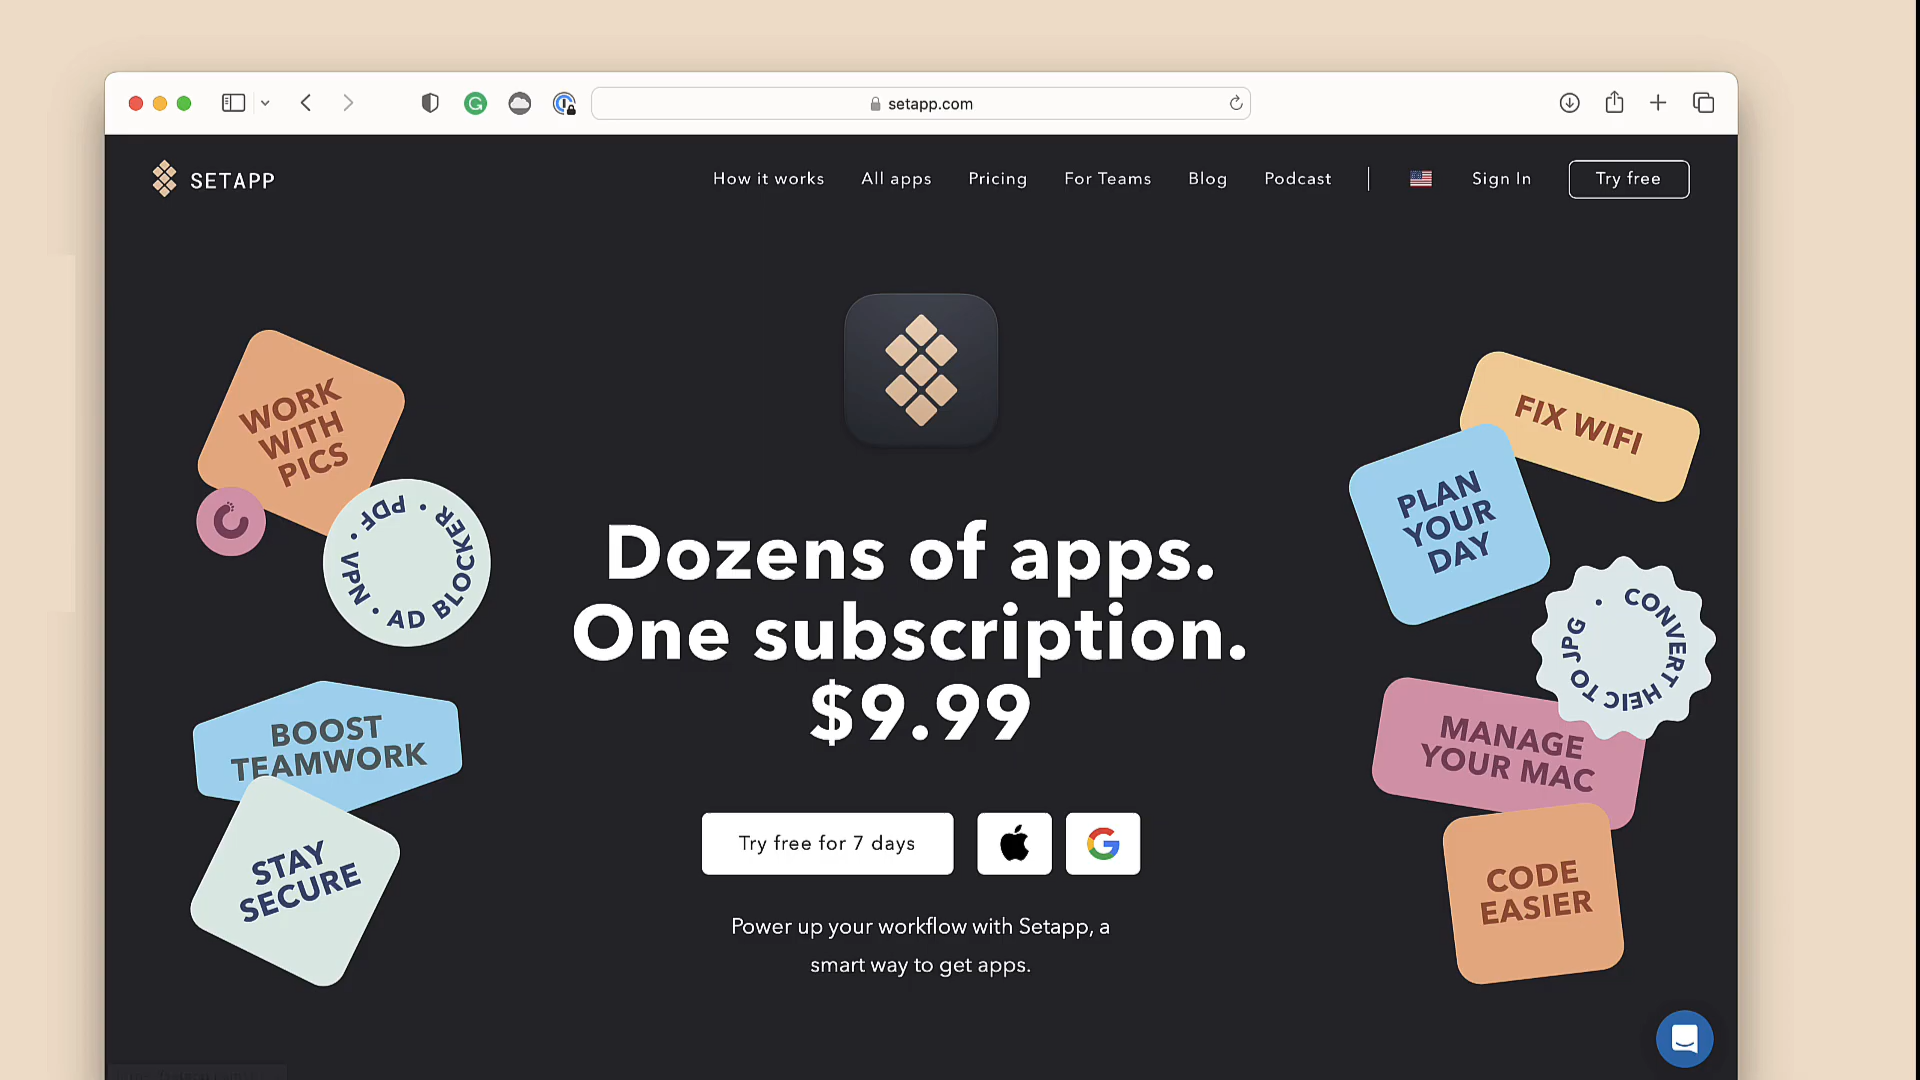 setapp.com
SETAPP
How it works
All apps
Pricing
For Teams
Blog
Podcast
Sign In
Try free
WORK
WITH
PICS
PDF • VPN • AD BLOCKER •
BOOST
TEAMWORK
STAY
SECURE
Dozens of apps.
One subscription.
$9.99
Try free for 7 days
Power up your workflow with Setapp, a
smart way to get apps.
FIX WIFI
PLAN
YOUR
DAY
CONVERT HEIC TO JPG •
MANAGE
YOUR MAC
CODE
EASIER